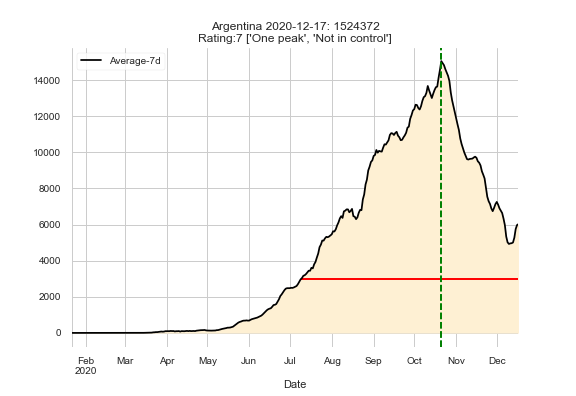 Argentina 2020-12-17: 1524372
Rating:7 ['One peak', 'Not in control']
Average-7d
14000
12000
10000
8000
6000
4000
2000
0
Feb Mar Apr May Jun Jul Aug Sep Oct Nov Dec
2020
Date